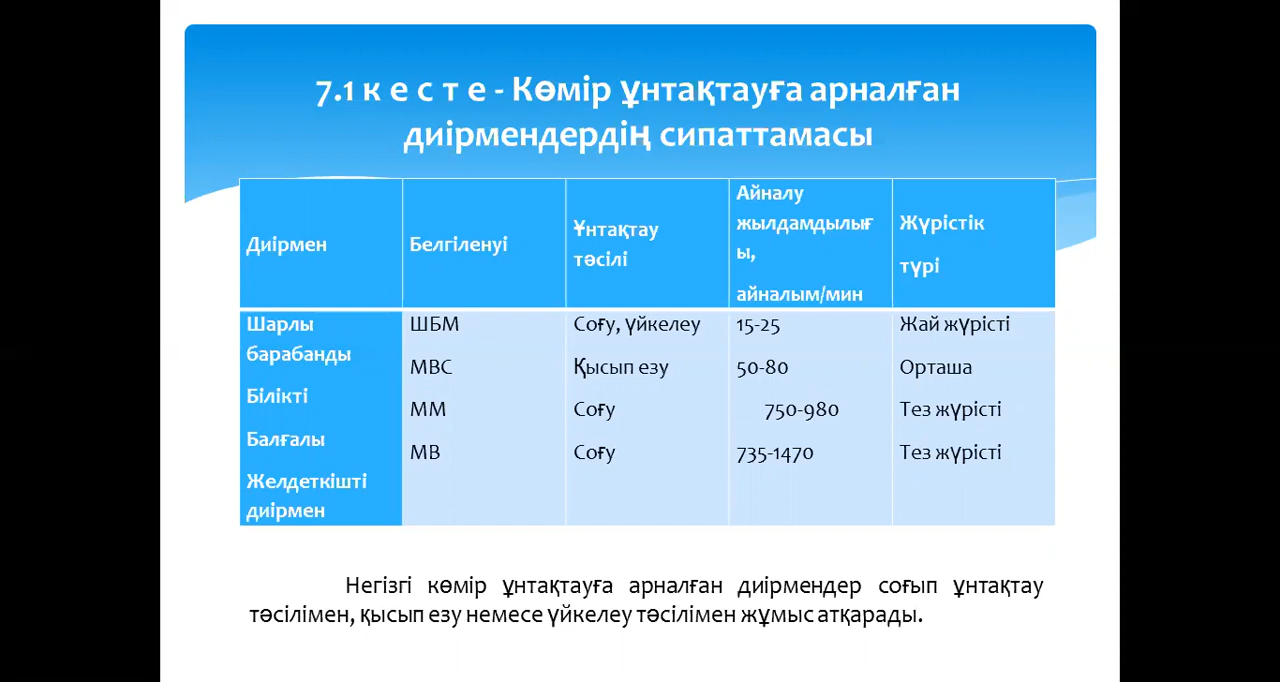 7.1 к е с т е - Көмір ұнтақтауға арналған
диірмендердің сипаттамасы
Диірмен
Белгіленуі
Ұнтақтау
тәсілі
Айналу
жылдамдылығ
ы,
айналым/мин
Жүрістік
түрі
Шарлы
барабанды
Білікті
Балғалы
Желдеткішті
диірмен
ШБМ
МВС
ММ
МВ
Соғу, үйкелеу
Қысып езу
Соғу
Соғу
15-25
50-80
750-980
735-1470
Жай жүрісті
Орташа
Тез жүрісті
Тез жүрісті
Негізгі көмір ұнтақтауға арналған диірмендер соғып ұнтақтау
тәсілімен, қысып езу немесе үйкелеу тәсілімен жұмыс атқарады.